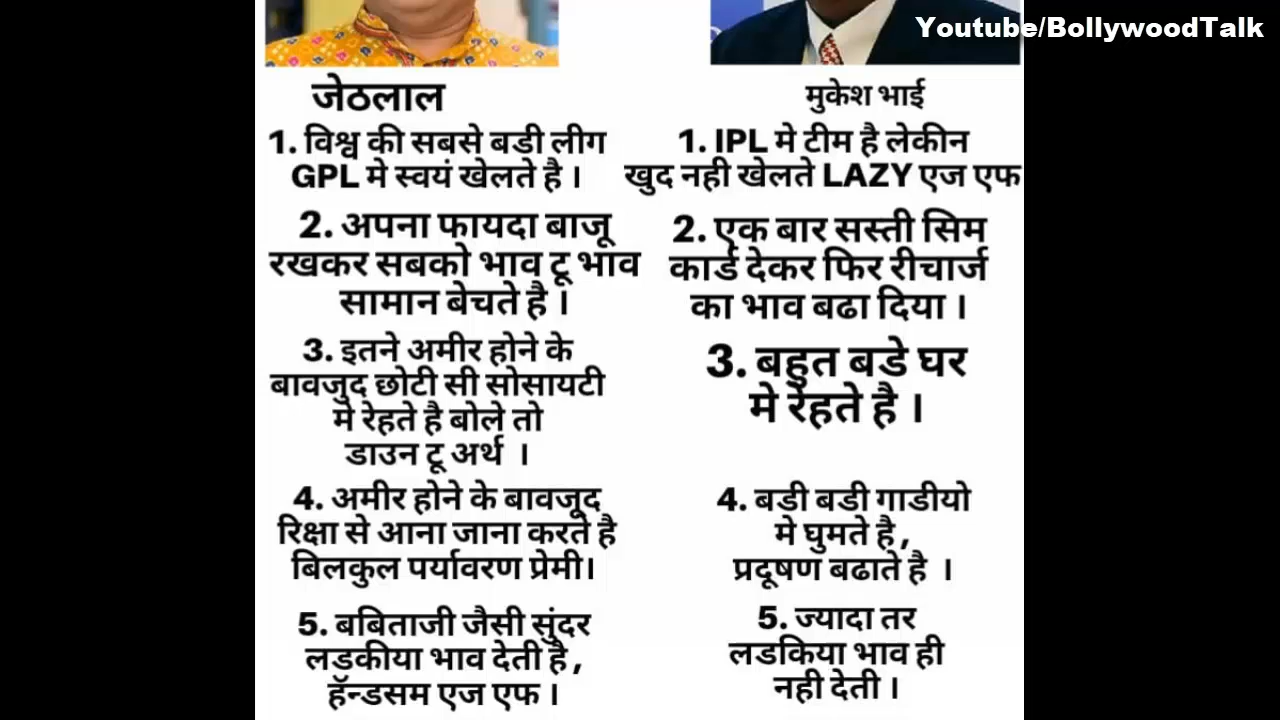 Youtube/BollywoodTalk
जेठलाल
1. विश्व की सबसे बडी लीग
GPL मे स्वयं खेलते है ।
2. अपना फायदा बाजू
रखकर सबको भाव टू भाव
सामान बेचते है ।
3. इतने अमीर होने के
बावजुद छोटी सी सोसायटी
मे रेहते है बोले तो
डाउन टू अर्थ ।
4. अमीर होने के बावजूद
रिक्षा से आना जाना करते है
बिलकुल पर्यावरण प्रेमी।
5. बबिताजी जैसी सुंदर
लडकीया भाव देती है,
हॅन्डसम एज एफ ।
मुकेश भाई
1. IPL मे टीम है लेकीन
खुद नही खेलते LAZY एज एफ
2. एक बार सस्ती सिम
कार्ड देकर फिर रीचार्ज
का भाव बढा दिया ।
3. बहुत बडे घर
मे रेहते है ।
4. बडी बडी गाडीयो
मे घुमते है,
प्रदूषण बढाते है ।
5. ज्यादा तर
लडकिया भाव ही
नही देती ।